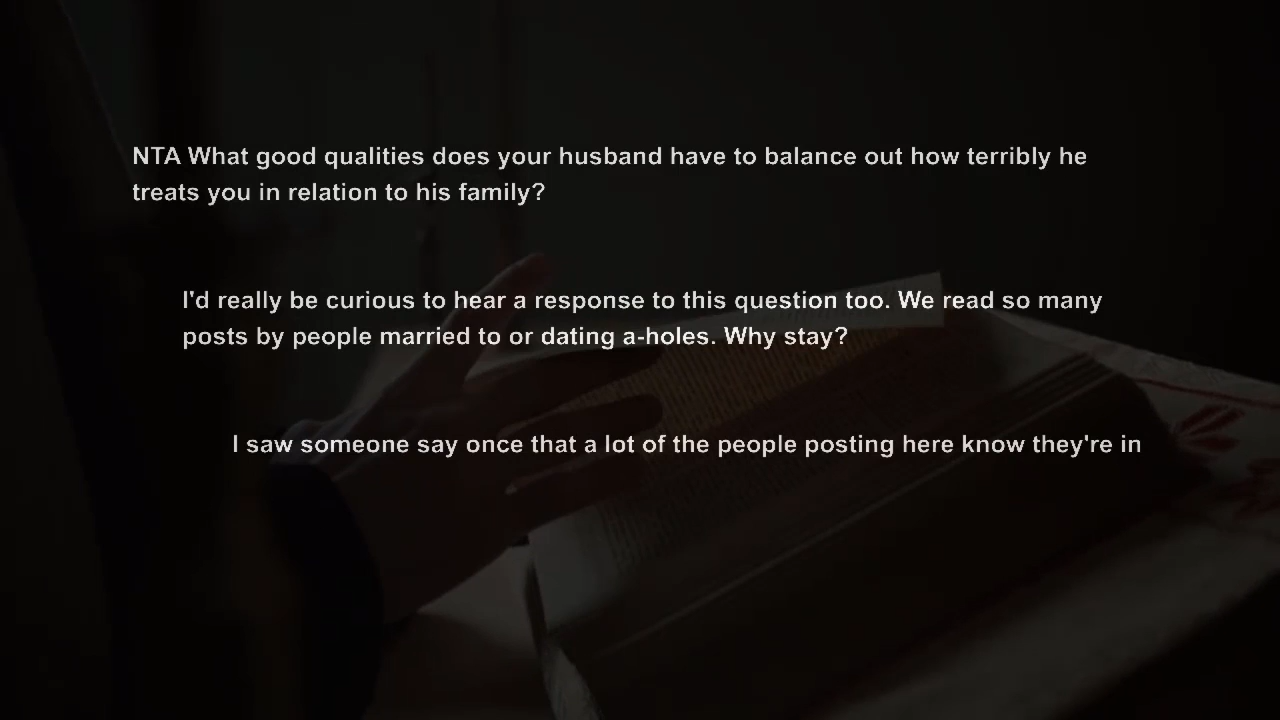 NTA What good qualities does your husband have to balance out how terribly he
treats you in relation to his family?
I'd really be curious to hear a response to this question too. We read so many
posts by people married to or dating a-holes. Why stay?
I saw someone say once that a lot of the people posting here know they're in